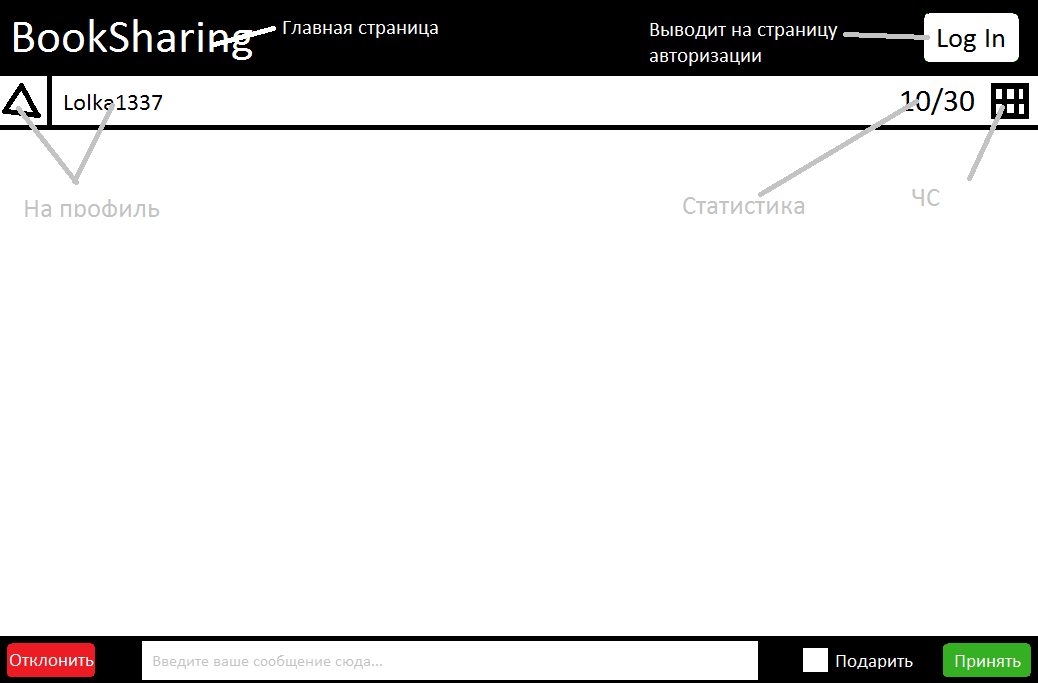 BookSharing
Главная страница
Выводит на страницу
авторизации
Log In
Lolka1337
10/30
На профиль
Статистика
ЧС
Отклонить
Введите ваше сообщение сюда...
Подарить
Принять